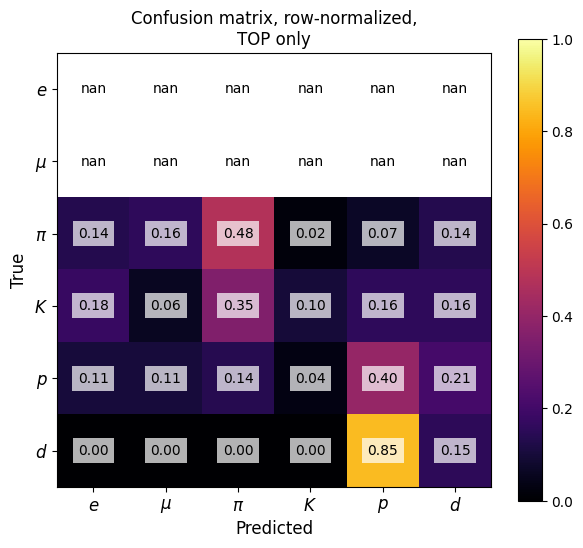 Confusion matrix, row-normalized,
TOP only
1.0
0.8
0.6
0.4
0.2
0.0
True
e nan nan nan nan nan nan
μ nan nan nan nan nan nan
π 0.14 0.16 0.48 0.02 0.07 0.14
K 0.18 0.06 0.35 0.10 0.16 0.16
p 0.11 0.11 0.14 0.04 0.40 0.21
d 0.00 0.00 0.00 0.00 0.85 0.15
e μ π K p d
Predicted